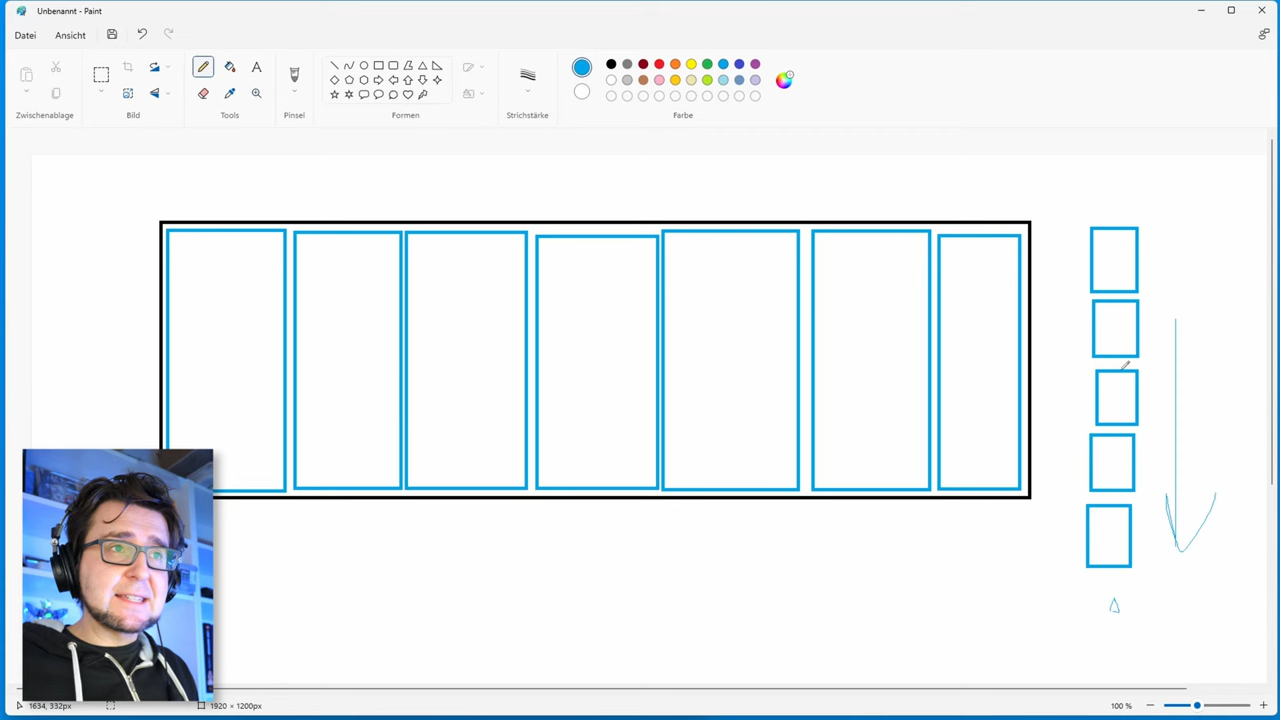 Unbenannt - Paint
Datei
Ansicht
Zwischenablage
Bild
Tools
Pinsel
Formen
Strichstärke
Farbe
1634, 332px
1920 × 1200px
100 %